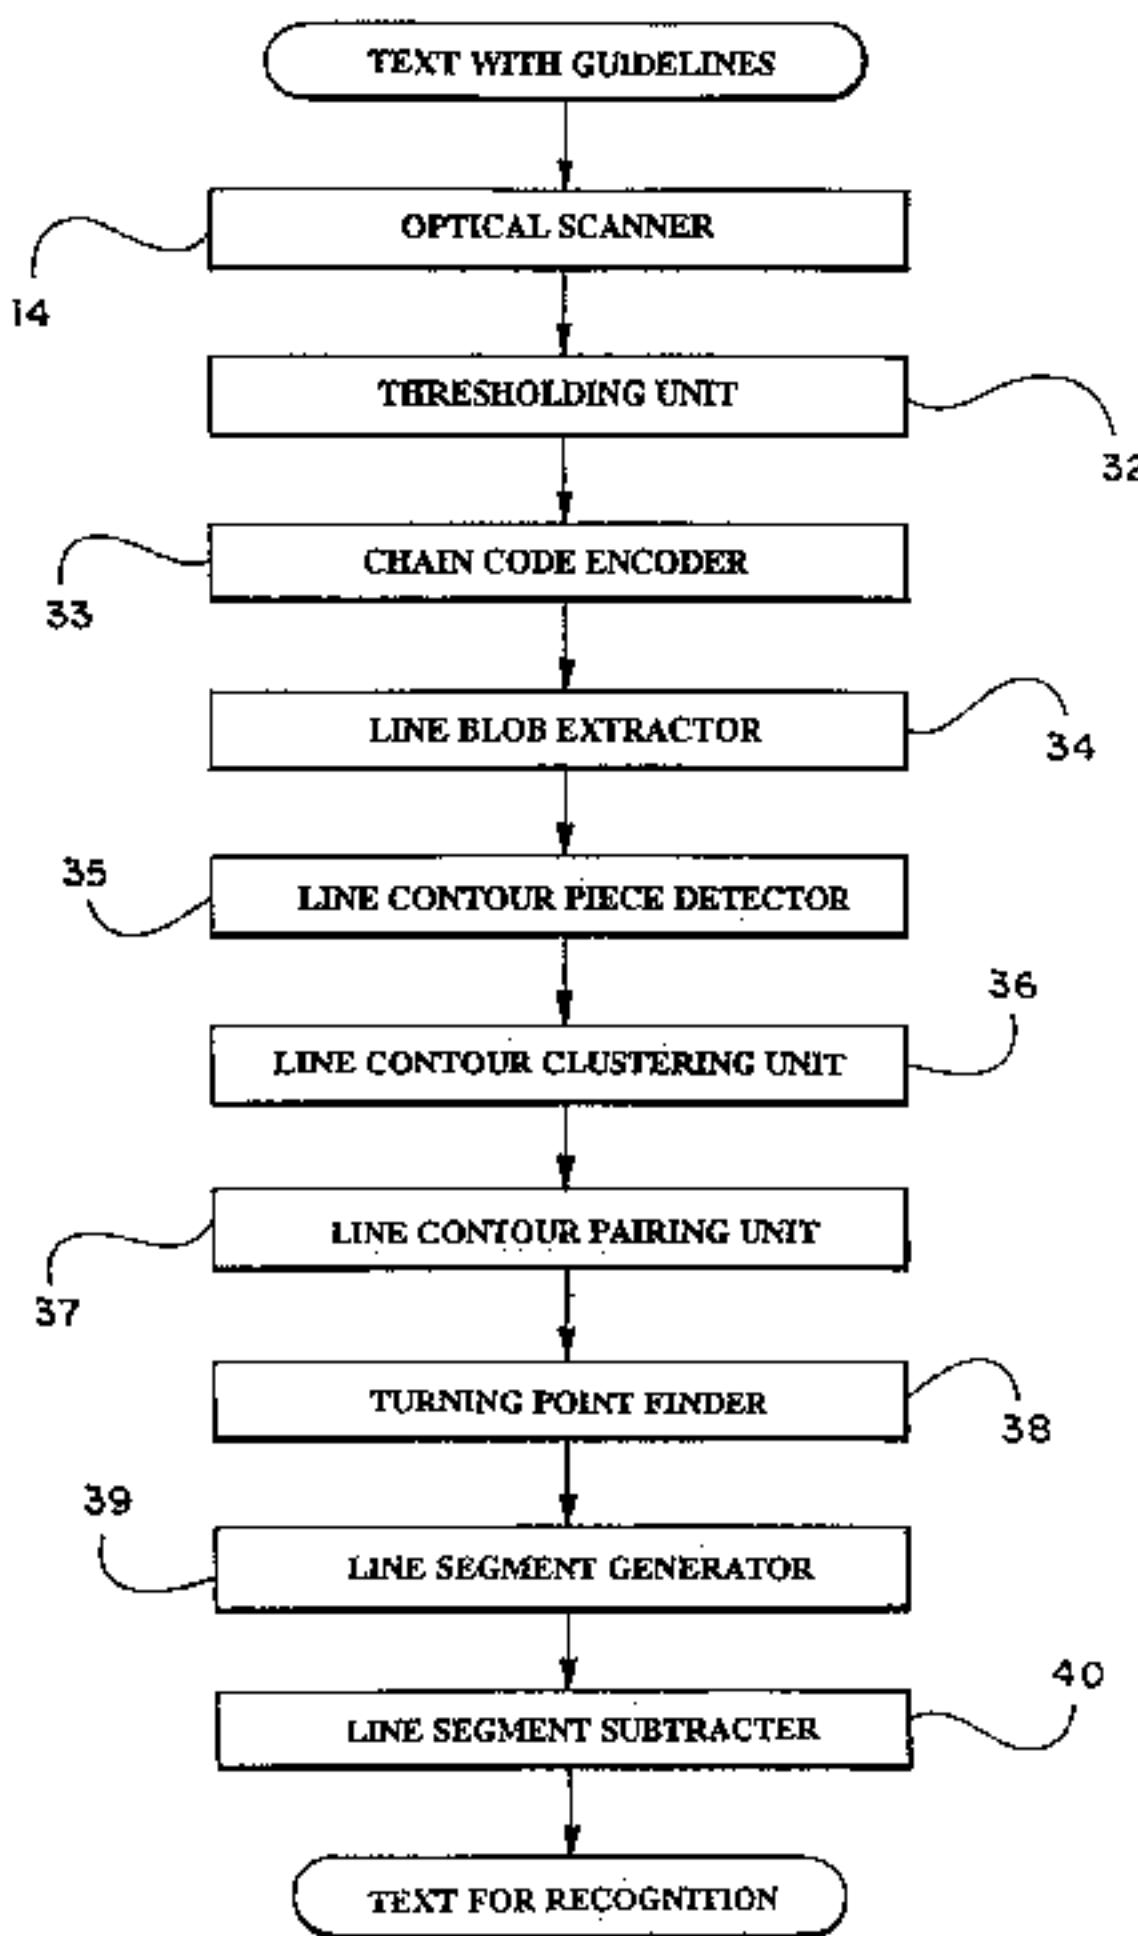 TEXT WITH GUIDELINES
OPTICAL SCANNER
14
THRESHOLDING UNIT
32
CHAIN CODE ENCODER
33
LINE BLOB EXTRACTOR
34
35
LINE CONTOUR PIECE DETECTOR
36
LINE CONTOUR CLUSTERING UNIT
LINE CONTOUR PAIRING UNIT
37
TURNING POINT FINDER
38
39
LINE SEGMENT GENERATOR
40
LINE SEGMENT SUBTRACTER
TEXT FOR RECOGNITION